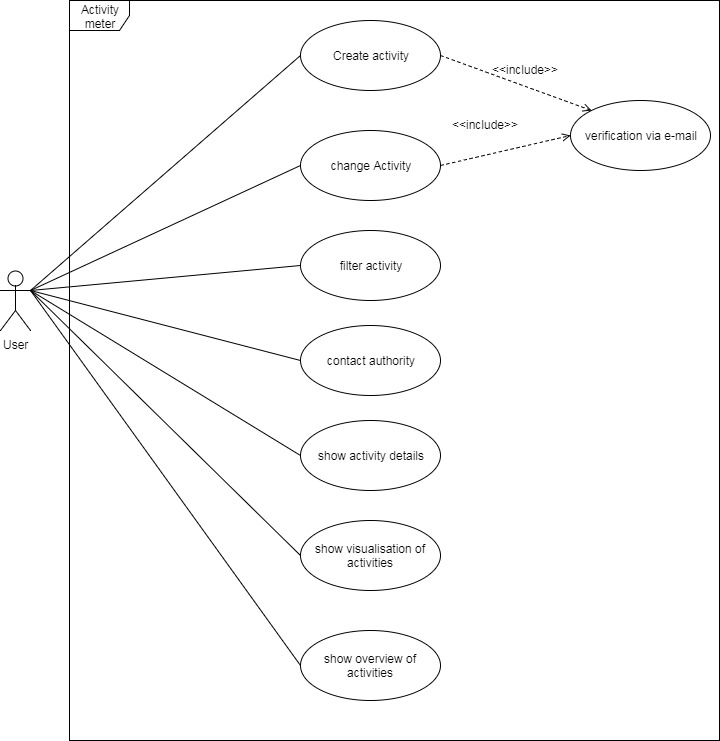 Activity
meter
Create activity
<<include>>
<<include>>
verification via e-mail
change Activity
filter activity
User
contact authority
show activity details
show visualisation of
activities
show overview of
activities